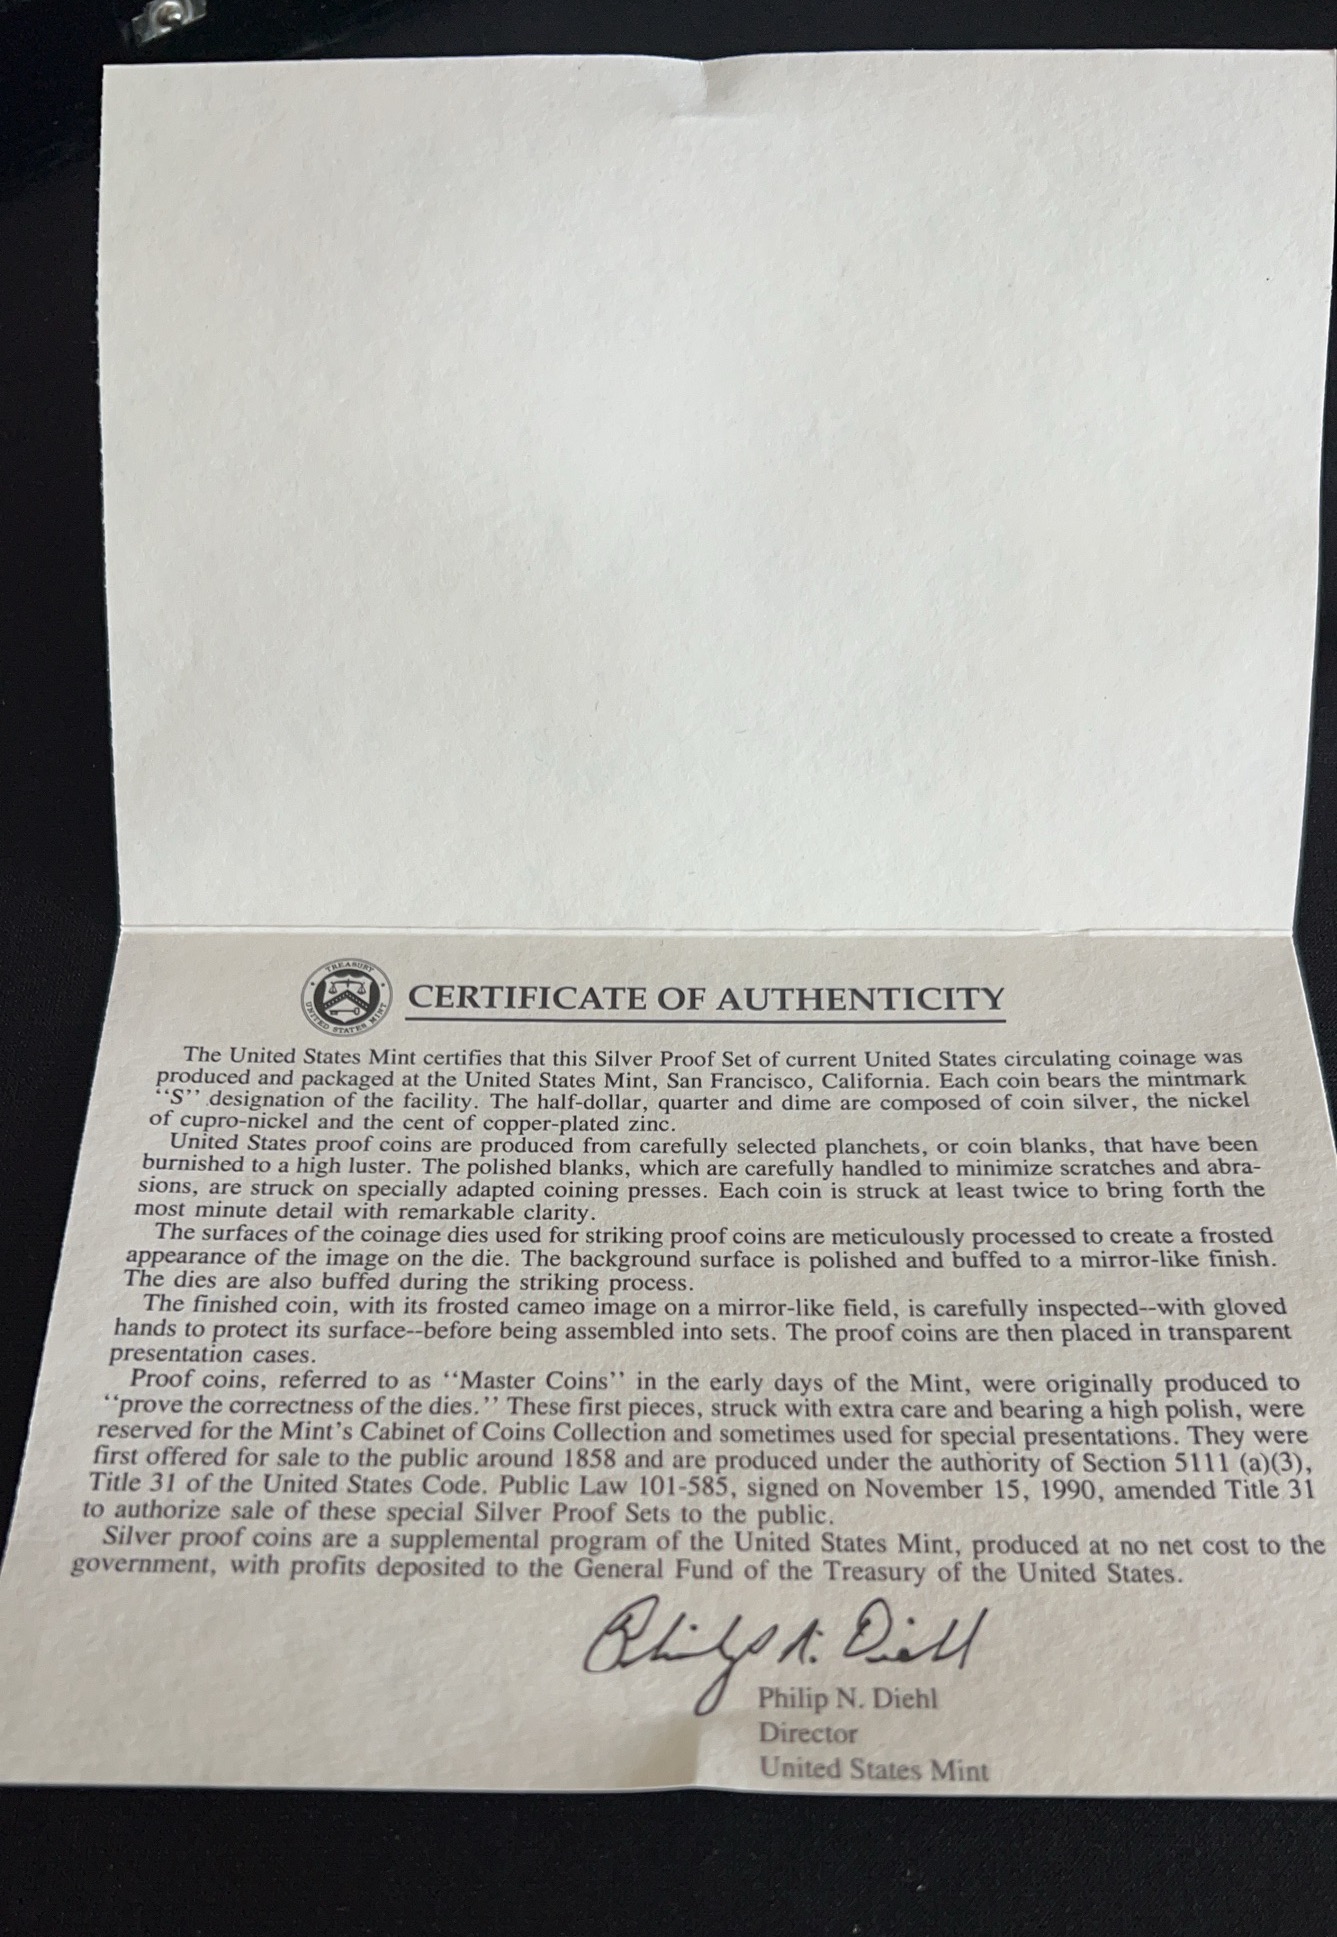 TREASURY
UNITED STATES MINT
CERTIFICATE OF AUTHENTICITY
The United States Mint certifies that this Silver Proof Set of current United States circulating coinage was
produced and packaged at the United States Mint, San Francisco, California. Each coin bears the mintmark
‘‘S’’ designation of the facility. The half-dollar, quarter and dime are composed of coin silver, the nickel
of cupro-nickel and the cent of copper-plated zinc.
United States proof coins are produced from carefully selected planchets, or coin blanks, that have been
burnished to a high luster. The polished blanks, which are carefully handled to minimize scratches and abra-
sions, are struck on specially adapted coining presses. Each coin is struck at least twice to bring forth the
most minute detail with remarkable clarity.
The surfaces of the coinage dies used for striking proof coins are meticulously processed to create a frosted
appearance of the image on the die. The background surface is polished and buffed to a mirror-like finish.
The dies are also buffed during the striking process.
The finished coin, with its frosted cameo image on a mirror-like field, is carefully inspected--with gloved
hands to protect its surface--before being assembled into sets. The proof coins are then placed in transparent
presentation cases.
Proof coins, referred to as ‘‘Master Coins’’ in the early days of the Mint, were originally produced to
‘‘prove the correctness of the dies.’’ These first pieces, struck with extra care and bearing a high polish, were
reserved for the Mint's Cabinet of Coins Collection and sometimes used for special presentations. They were
first offered for sale to the public around 1858 and are produced under the authority of Section 5111 (a)(3),
Title 31 of the United States Code. Public Law 101-585, signed on November 15, 1990, amended Title 31
to authorize sale of these special Silver Proof Sets to the public.
Silver proof coins are a supplemental program of the United States Mint, produced at no net cost to the
government, with profits deposited to the General Fund of the Treasury of the United States.
Philip N. Diehl
Philip N. Diehl
Director
United States Mint